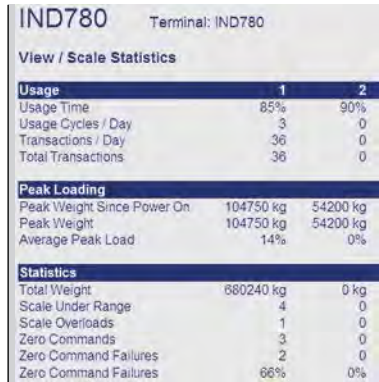 IND780 Terminal: IND780
View / Scale Statistics
Usage 1 2
Usage Time 85% 90%
Usage Cycles / Day 3 0
Transactions / Day 36 0
Total Transactions 36 0
Peak Loading
Peak Weight Since Power On 104750 kg 54200 kg
Peak Weight 104750 kg 54200 kg
Average Peak Load 14% 0%
Statistics
Total Weight 680240 kg 0 kg
Scale Under Range 4 0
Scale Overloads 1 0
Zero Commands 3 0
Zero Command Failures 2 0
Zero Command Failures 66% 0%